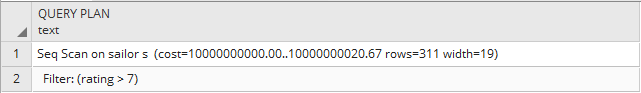 QUERY PLAN
text
1 Seq Scan on sailor s (cost=10000000000.00..10000000020.67 rows=311 width=19)
2 Filter: (rating > 7)